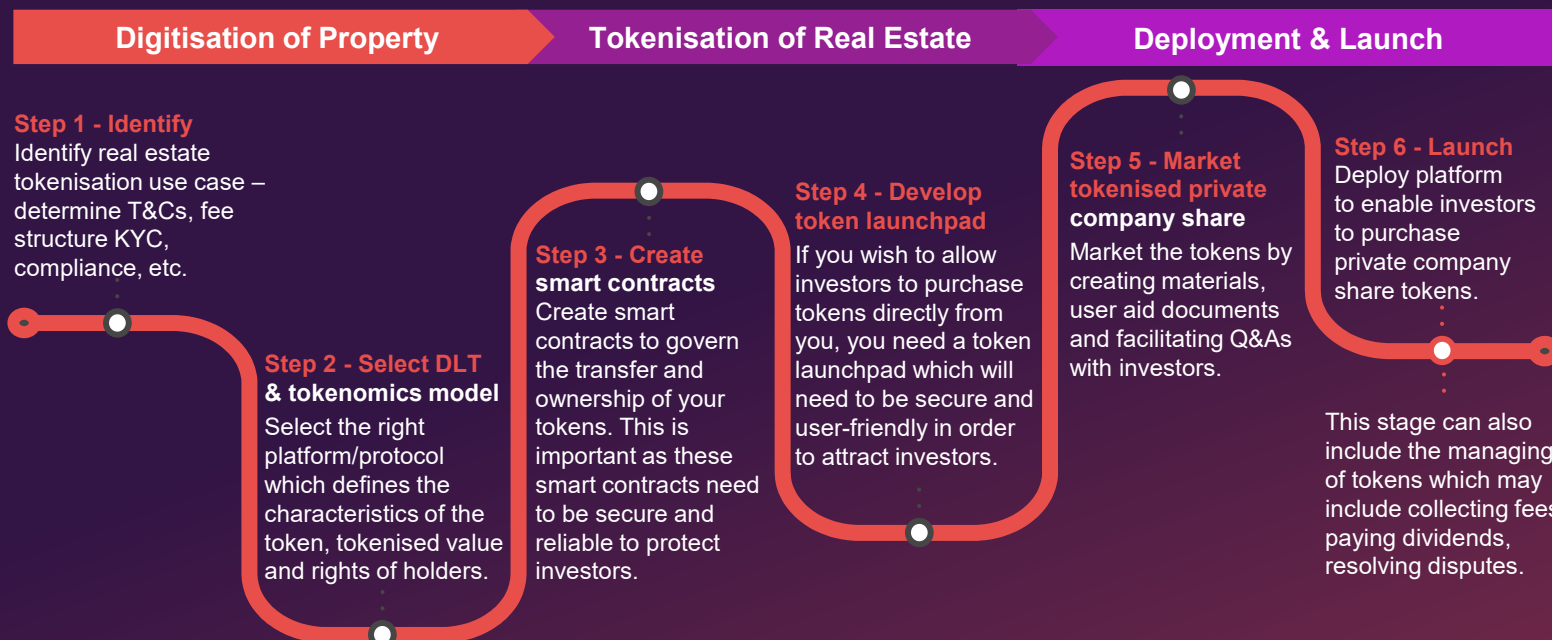 Digitisation of Property
Tokenisation of Real Estate
Deployment & Launch
Step 1 - Identify
Identify real estate
tokenisation use case –
determine T&Cs, fee
structure KYC,
compliance, etc.
Step 2 - Select DLT
& tokenomics model
Select the right
platform/protocol
which defines the
characteristics of the
token, tokenised value
and rights of holders.
Step 3 - Create
smart contracts
Create smart
contracts to govern
the transfer and
ownership of your
tokens. This is
important as these
smart contracts need
to be secure and
reliable to protect
investors.
Step 4 - Develop
token launchpad
If you wish to allow
investors to purchase
tokens directly from
you, you need a token
launchpad which will
need to be secure and
user-friendly in order
to attract investors.
Step 5 - Market
tokenised private
company share
Market the tokens by
creating materials,
user aid documents
and facilitating Q&As
with investors.
Step 6 - Launch
Deploy platform
to enable investors
to purchase
private company
share tokens.
This stage can also
include the managing
of tokens which may
include collecting fees
paying dividends,
resolving disputes.